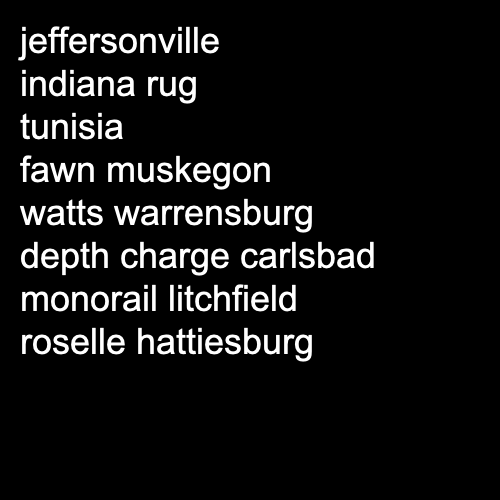 jeffersonville
indiana rug
tunisia
fawn muskegon
watts warrensburg
depth charge carlsbad
monorail litchfield
roselle hattiesburg